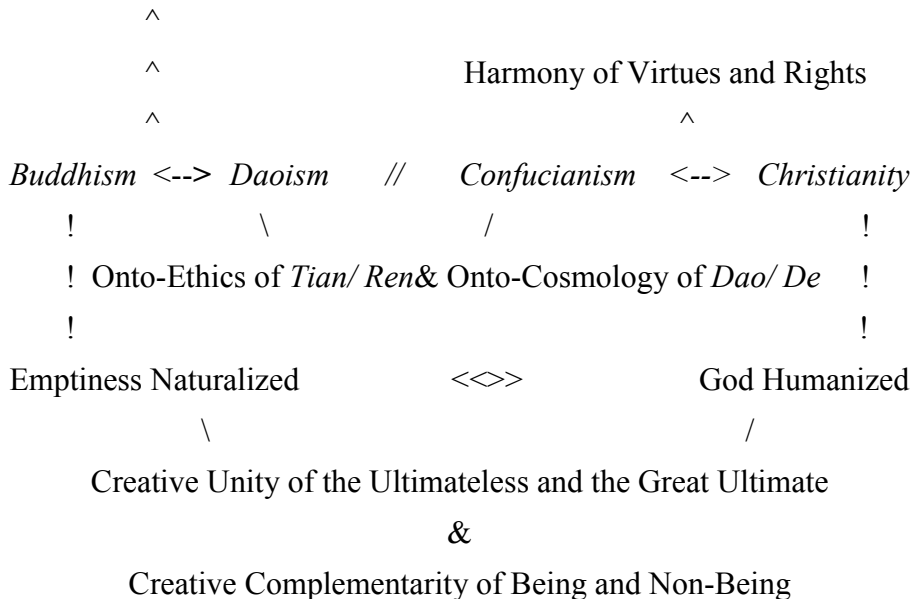 ^
^ Harmony of Virtues and Rights
^ ^
Buddhism <--> Daoism // Confucianism <--> Christianity
! \ / !
! Onto-Ethics of Tian/ Ren& Onto-Cosmology of Dao/ De !
! !
Emptiness Naturalized <<>> God Humanized
\ /
Creative Unity of the Ultimateless and the Great Ultimate
&
Creative Complementarity of Being and Non-Being